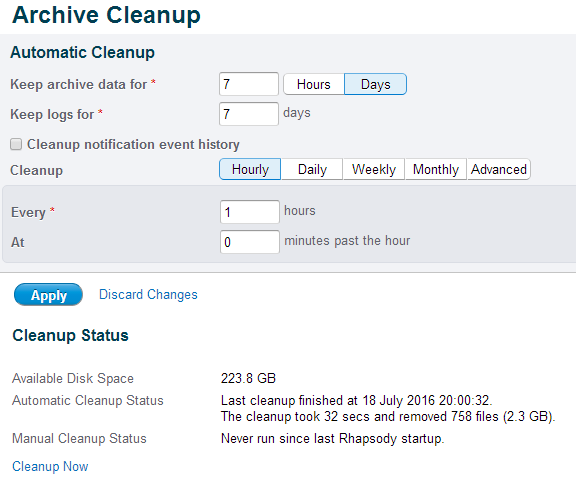 Archive Cleanup
Automatic Cleanup
Keep archive data for * 7 Hours Days
Keep logs for * 7 days
Cleanup notification event history
Cleanup Hourly Daily Weekly Monthly Advanced
Every * 1 hours
At 0 minutes past the hour
Apply Discard Changes
Cleanup Status
Available Disk Space 223.8 GB
Automatic Cleanup Status Last cleanup finished at 18 July 2016 20:00:32.
The cleanup took 32 secs and removed 758 files (2.3 GB).
Manual Cleanup Status Never run since last Rhapsody startup.
Cleanup Now